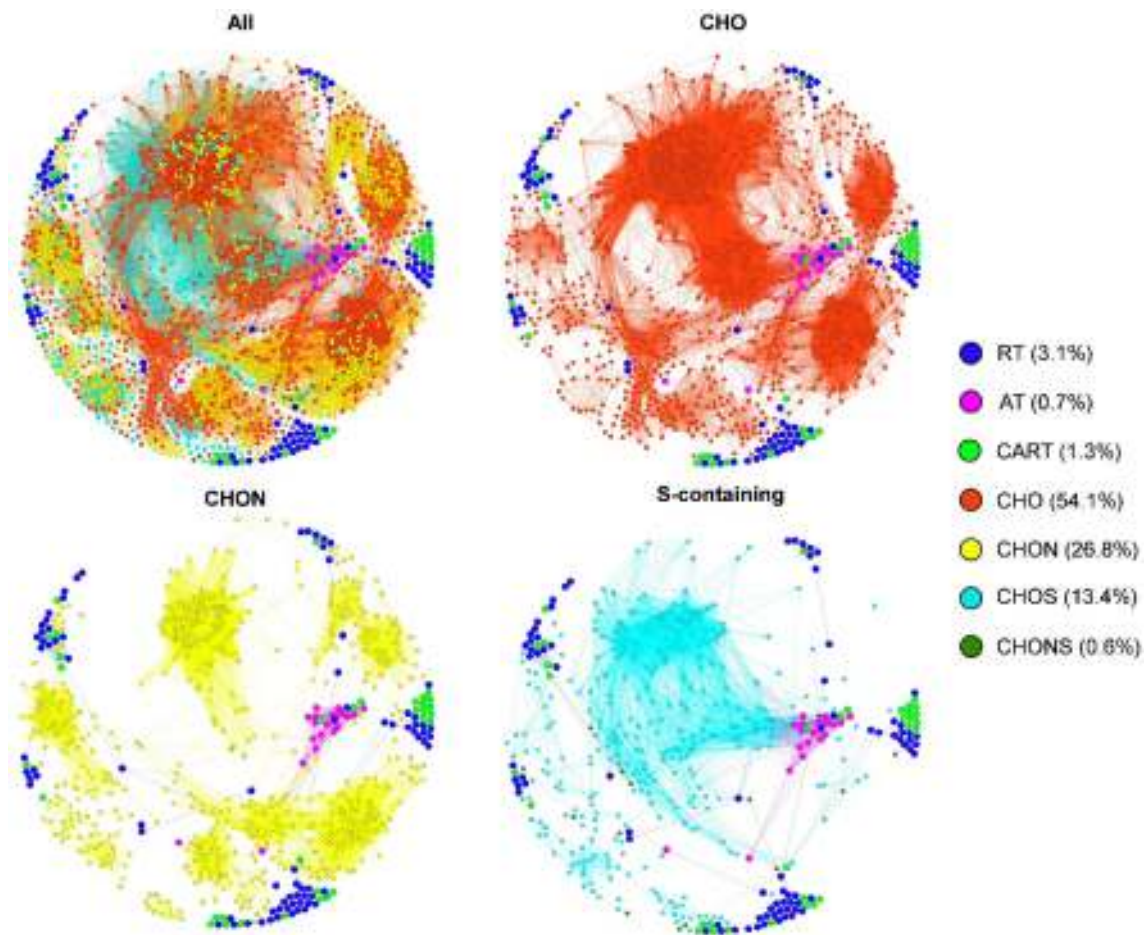 All
CHO
CHON
S-containing
RT (3.1%)
AT (0.7%)
CART (1.3%)
CHO (54.1%)
CHON (26.8%)
CHOS (13.4%)
CHONS (0.6%)